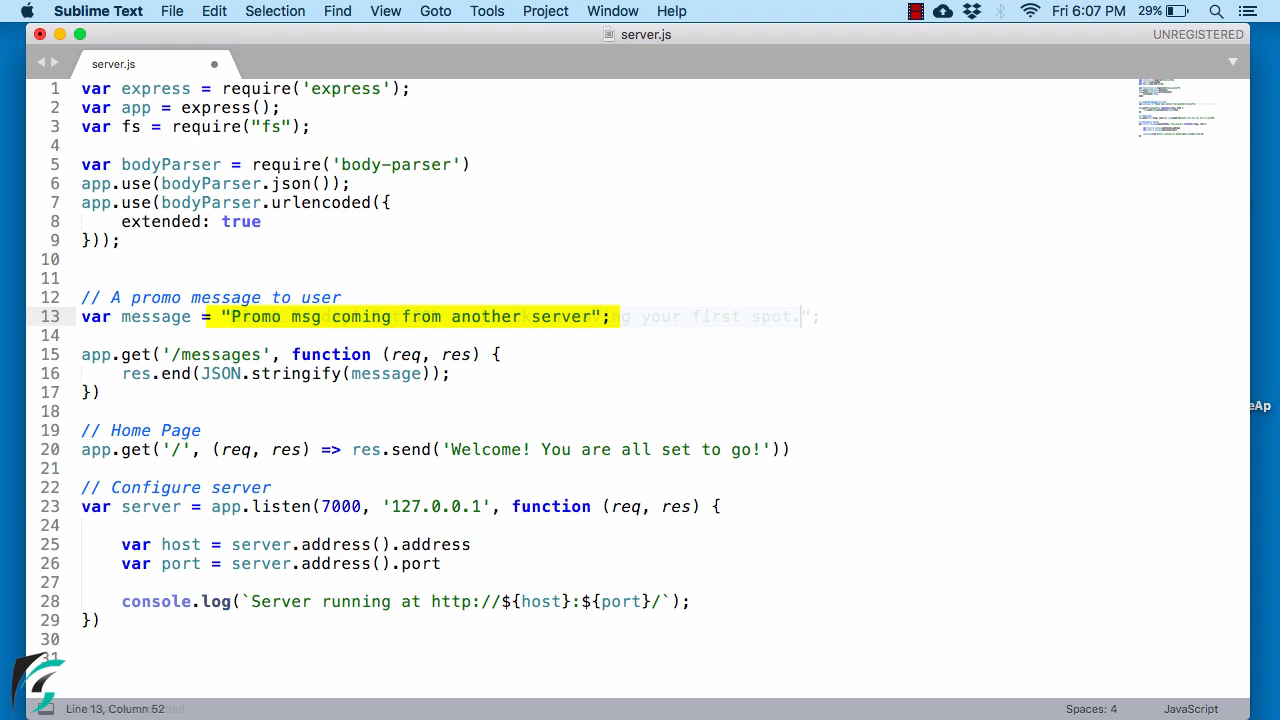 Sublime Text File Edit Selection Find View Goto Tools Project Window Help Fri 6:07 PM 29%
server.js UNREGISTERED
server.js
1 var express = require('express');
2 var app = express();
3 var fs = require("fs");
4
5 var bodyParser = require('body-parser')
6 app.use(bodyParser.json());
7 app.use(bodyParser.urlencoded({
8 extended: true
9 }));
10
11
12 // A promo message to user
13 var message = "Promo msg coming from another server"; your first spot.";
14
15 app.get('/messages', function (req, res) {
16 res.end(JSON.stringify(message));
17 })
18
19 // Home Page
20 app.get('/', (req, res) => res.send('Welcome! You are all set to go!'))
21
22 // Configure server
23 var server = app.listen(7000, '127.0.0.1', function (req, res) {
24
25 var host = server.address().address
26 var port = server.address().port
27
28 console.log(`Server running at http://${host}:${port}/`);
29 })
30
31
eAp
Line 13, Column 52 Spaces: 4 JavaScript